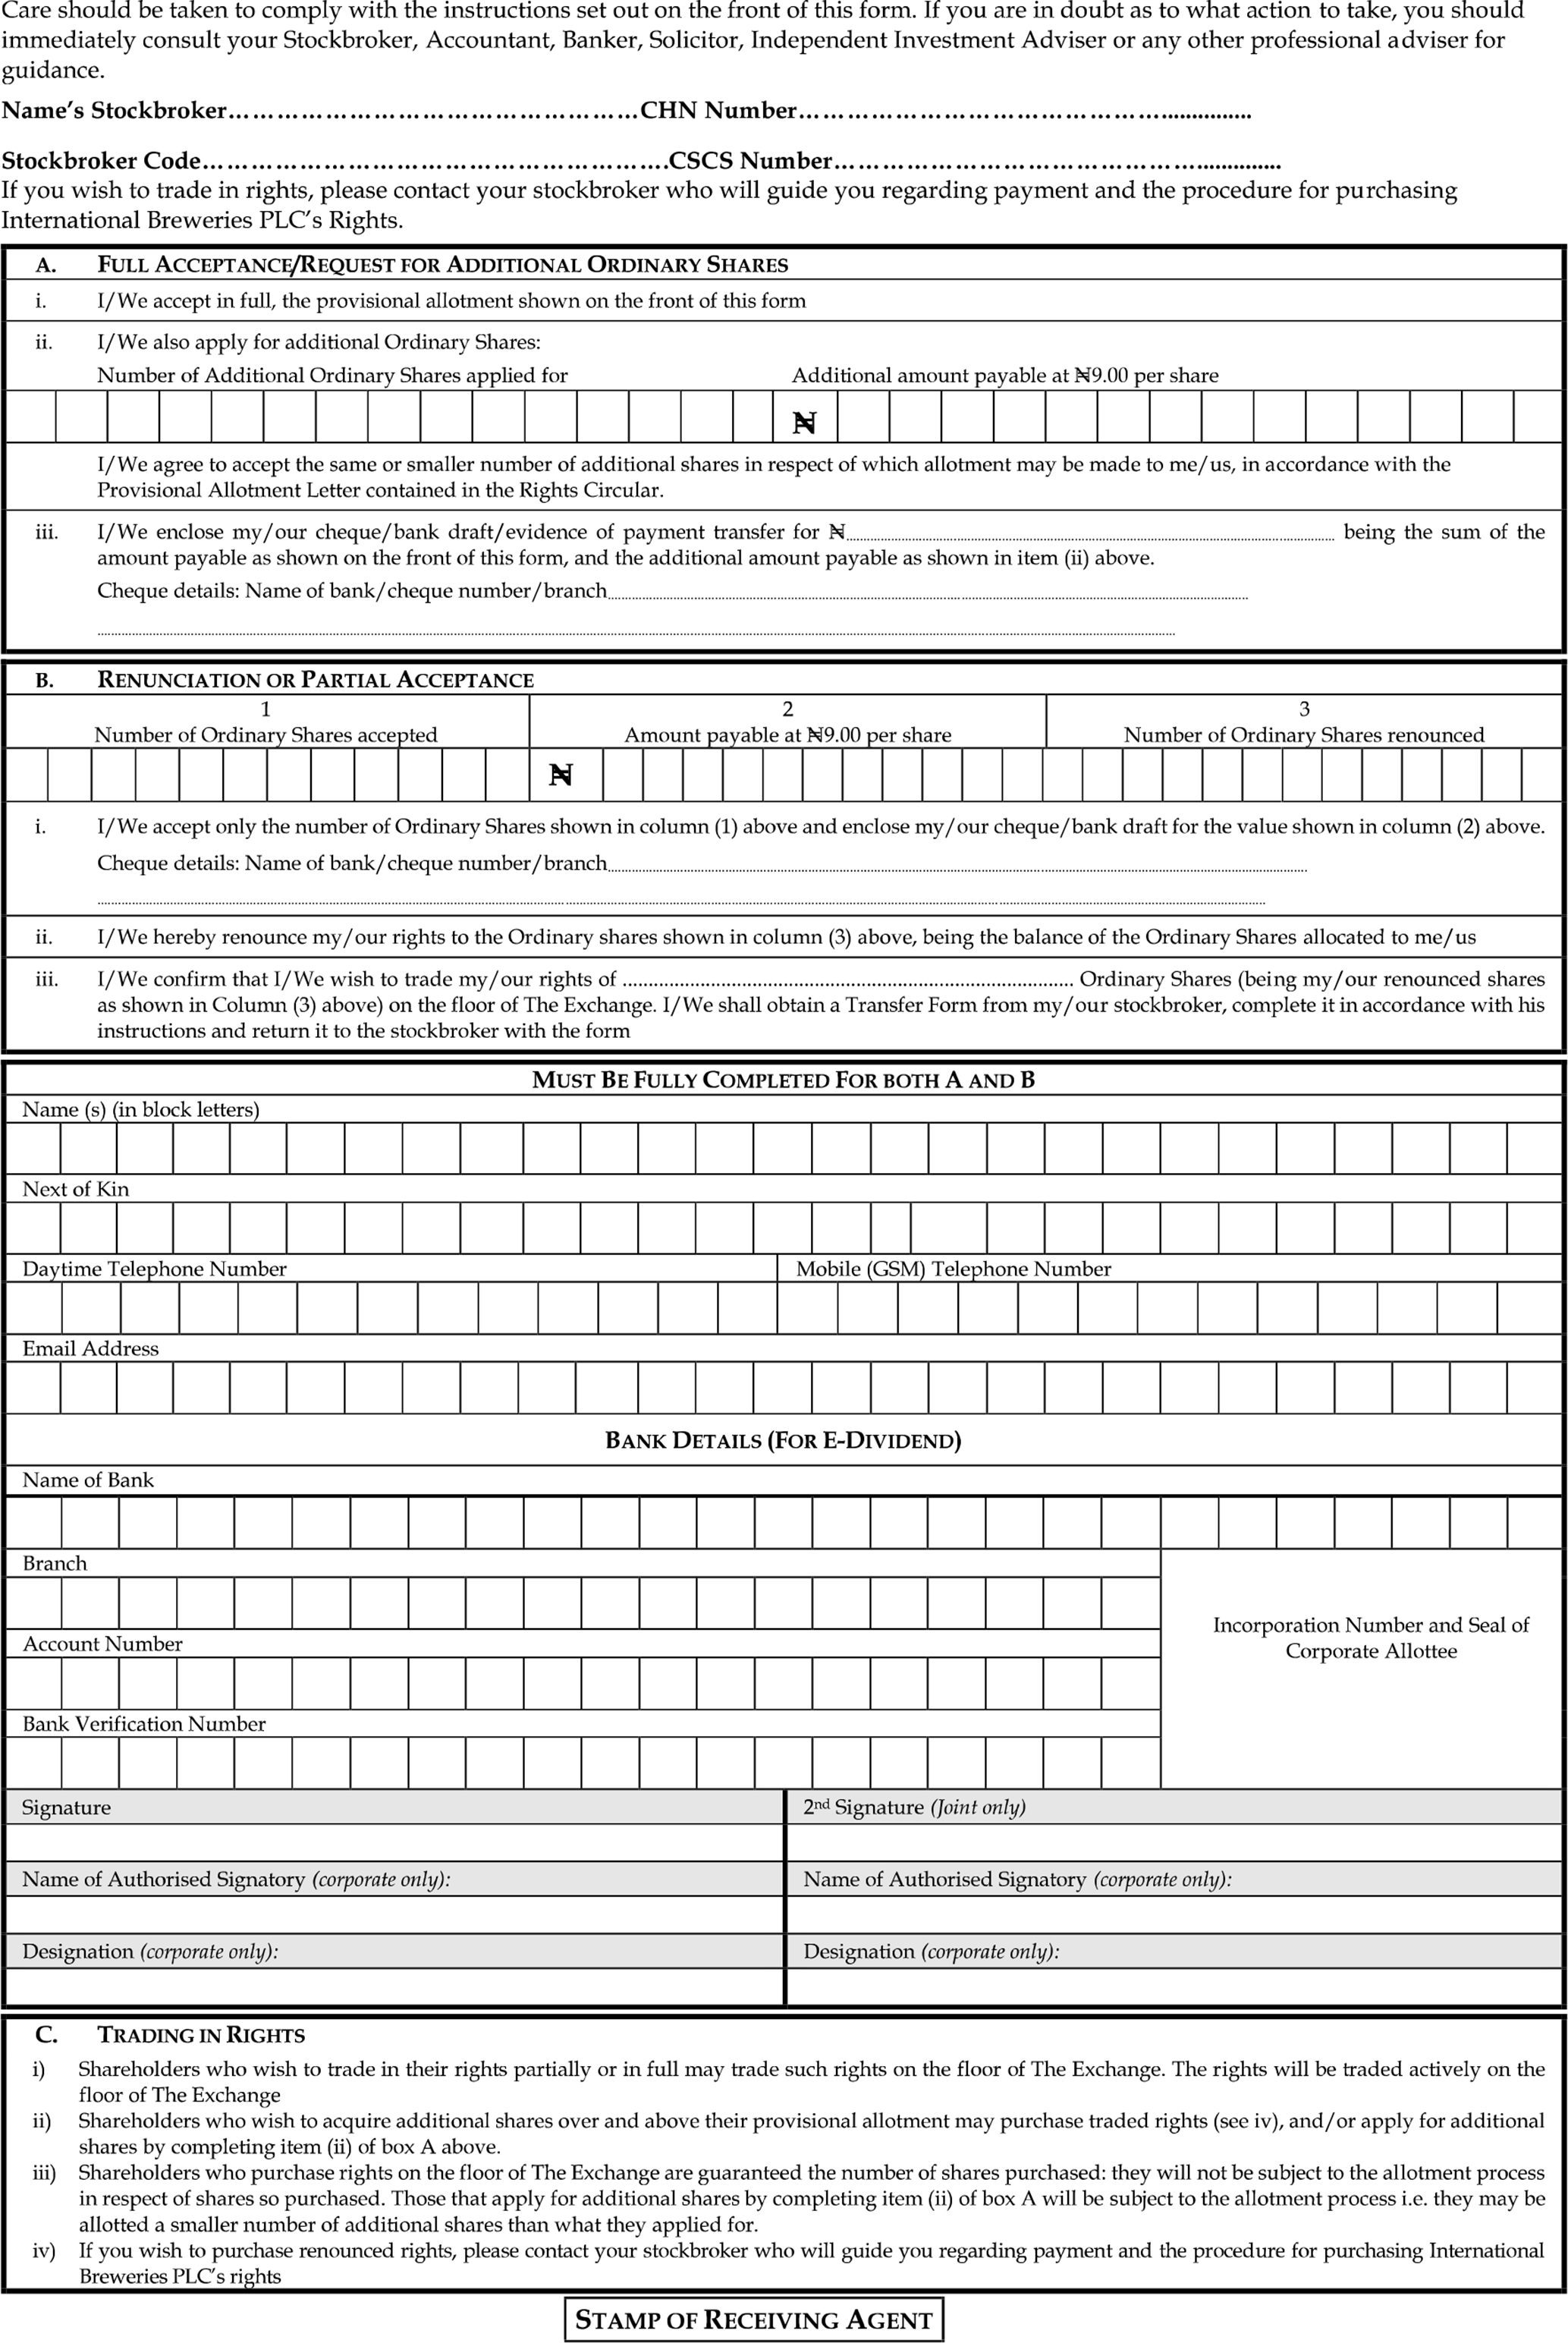 Care should be taken to comply with the instructions set out on the front of this form. If you are in doubt as to what action to take, you should
immediately consult your Stockbroker, Accountant, Banker, Solicitor, Independent Investment Adviser or any other professional adviser for
guidance.
Name's Stockbroker……………………………………………CHN Number………………………………………...............
Stockbroker Code………………………………………………….CSCS Number………………………………………..............
If you wish to trade in rights, please contact your stockbroker who will guide you regarding payment and the procedure for purchasing
International Breweries PLC's Rights.
A. FULL ACCEPTANCE/REQUEST FOR ADDITIONAL ORDINARY SHARES
i. I/We accept in full, the provisional allotment shown on the front of this form
ii. I/We also apply for additional Ordinary Shares:
Number of Additional Ordinary Shares applied for Additional amount payable at ₦9.00 per share
₦
I/We agree to accept the same or smaller number of additional shares in respect of which allotment may be made to me/us, in accordance with the
Provisional Allotment Letter contained in the Rights Circular.
iii. I/We enclose my/our cheque/bank draft/evidence of payment transfer for ₦........................................ being the sum of the
amount payable as shown on the front of this form, and the additional amount payable as shown in item (ii) above.
Cheque details: Name of bank/cheque number/branch........................................
........................................
B. RENUNCIATION OR PARTIAL ACCEPTANCE
1 2 3
Number of Ordinary Shares accepted Amount payable at ₦9.00 per share Number of Ordinary Shares renounced
₦
i. I/We accept only the number of Ordinary Shares shown in column (1) above and enclose my/our cheque/bank draft for the value shown in column (2) above.
Cheque details: Name of bank/cheque number/branch........................................
........................................
ii. I/We hereby renounce my/our rights to the Ordinary shares shown in column (3) above, being the balance of the Ordinary Shares allocated to me/us
iii. I/We confirm that I/We wish to trade my/our rights of ........................................ Ordinary Shares (being my/our renounced shares
as shown in Column (3) above) on the floor of The Exchange. I/We shall obtain a Transfer Form from my/our stockbroker, complete it in accordance with his
instructions and return it to the stockbroker with the form
MUST BE FULLY COMPLETED FOR BOTH A AND B
Name (s) (in block letters)
Next of Kin
Daytime Telephone Number Mobile (GSM) Telephone Number
Email Address
BANK DETAILS (FOR E-DIVIDEND)
Name of Bank
Branch
Incorporation Number and Seal of
Corporate Allottee
Account Number
Bank Verification Number
Signature 2nd Signature (Joint only)
Name of Authorised Signatory (corporate only): Name of Authorised Signatory (corporate only):
Designation (corporate only): Designation (corporate only):
C. TRADING IN RIGHTS
i) Shareholders who wish to trade in their rights partially or in full may trade such rights on the floor of The Exchange. The rights will be traded actively on the
floor of The Exchange
ii) Shareholders who wish to acquire additional shares over and above their provisional allotment may purchase traded rights (see iv), and/or apply for additional
shares by completing item (ii) of box A above.
iii) Shareholders who purchase rights on the floor of The Exchange are guaranteed the number of shares purchased: they will not be subject to the allotment process
in respect of shares so purchased. Those that apply for additional shares by completing item (ii) of box A will be subject to the allotment process i.e. they may be
allotted a smaller number of additional shares than what they applied for.
iv) If you wish to purchase renounced rights, please contact your stockbroker who will guide you regarding payment and the procedure for purchasing International
Breweries PLC's rights
STAMP OF RECEIVING AGENT